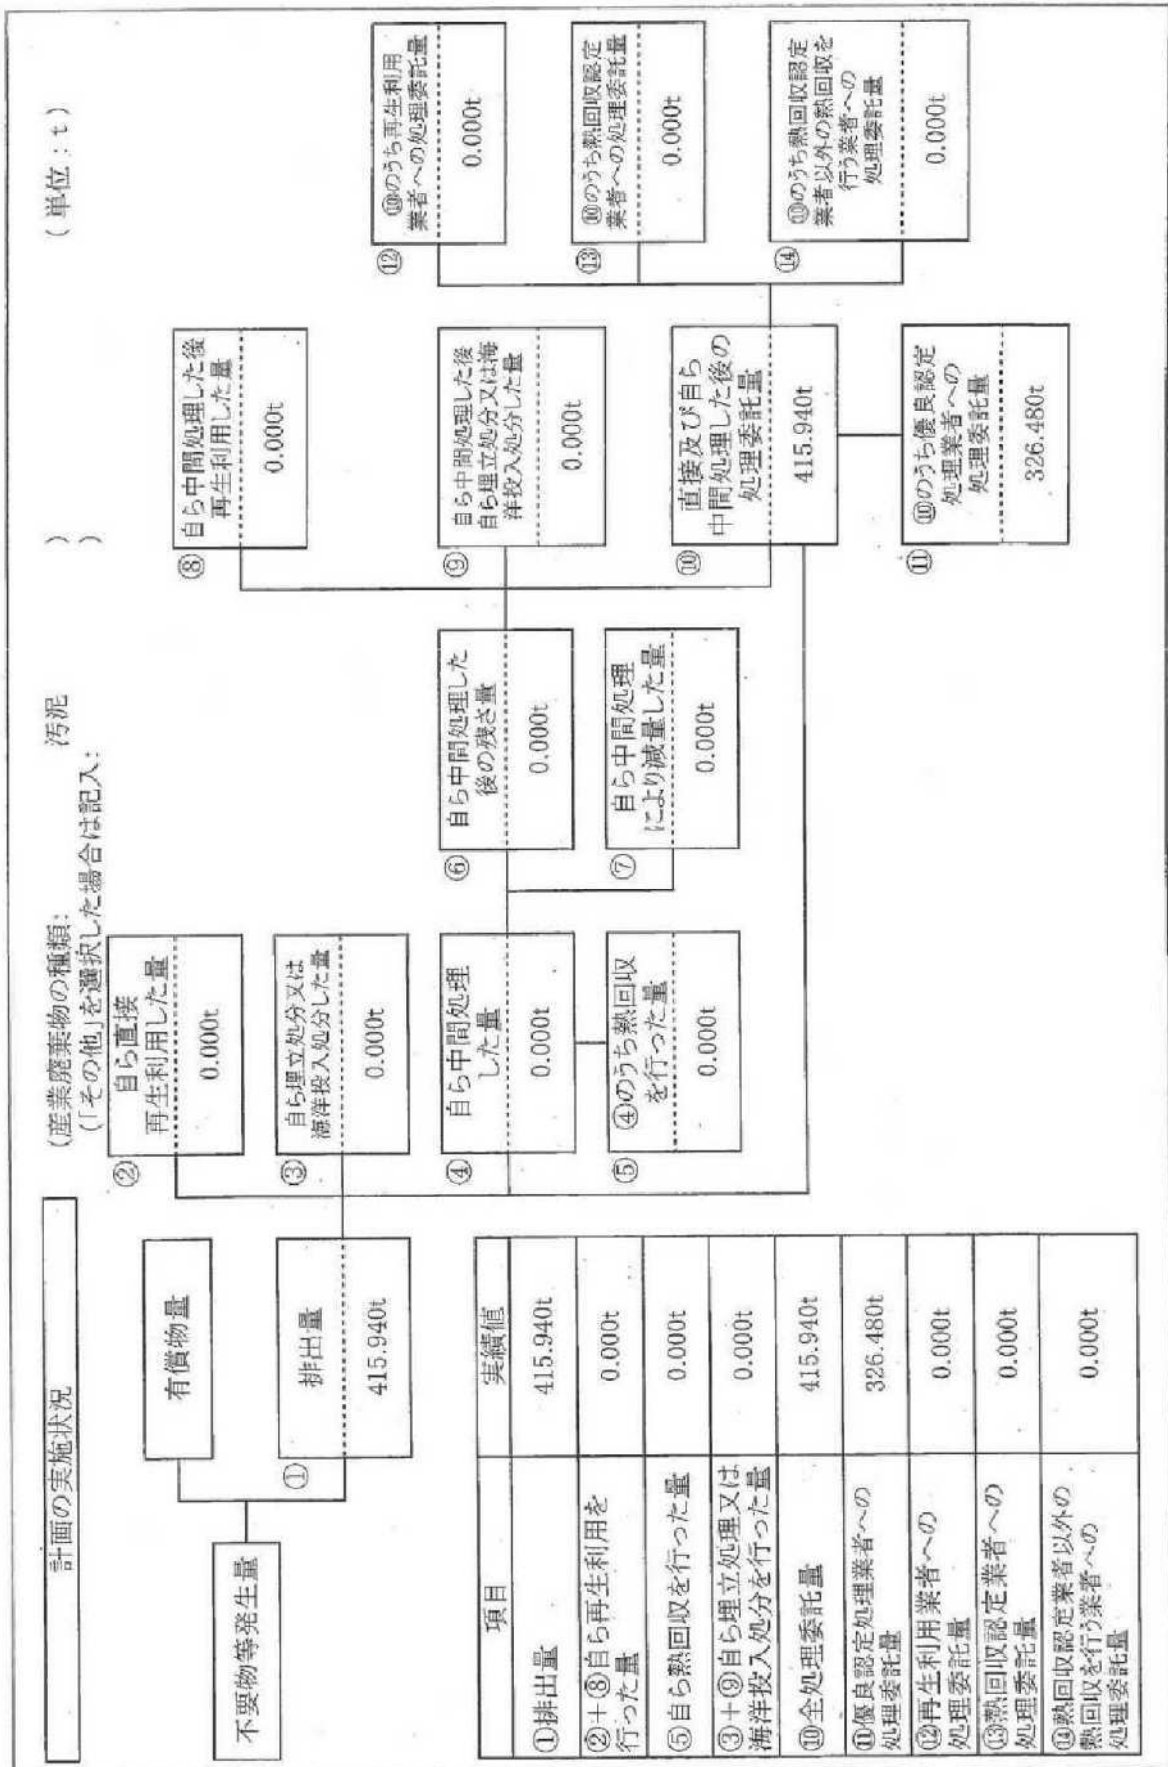 計画の実施状況
(産業廃棄物の種類: 汚泥 )
(「その他」を選択した場合は記入: )
(単位:t)
不要物等発生量
有償物量
①
排出量
415.940t
②
自ら直接
再生利用した量
0.000t
③
自ら埋立処分又は
海洋投入処分した量
0.000t
④
自ら中間処理
した量
0.000t
⑤
④のうち熱回収
を行った量
0.000t
⑥
自ら中間処理した
後の残さ量
0.000t
⑦
自ら中間処理
により減量した量
0.000t
⑧
自ら中間処理した後
再生利用した量
0.000t
⑨
自ら中間処理した後
自ら埋立処分又は海
洋投入処分した量
0.000t
⑩
直接及び自ら
中間処理した後の
処理委託量
415.940t
⑪
⑩のうち優良認定
処理業者への
処理委託量
326.480t
⑫
⑩のうち再生利用
業者への処理委託量
0.000t
⑬
⑩のうち熱回収認定
業者への処理委託量
0.000t
⑭
⑩のうち熱回収認定
業者以外の熱回収を
行う業者への
処理委託量
0.000t
項目 実績値
①排出量 415.940t
②+⑧自ら再生利用を
行った量 0.000t
⑤自ら熱回収を行った量 0.000t
③+⑨自ら埋立処理又は
海洋投入処分を行った量 0.000t
⑩全処理委託量 415.940t
⑪優良認定処理業者への
処理委託量 326.480t
⑫再生利用業者への
処理委託量 0.000t
⑬熱回収認定業者への
処理委託量 0.000t
⑭熱回収認定業者以外の
熱回収を行う業者への
処理委託量 0.000t